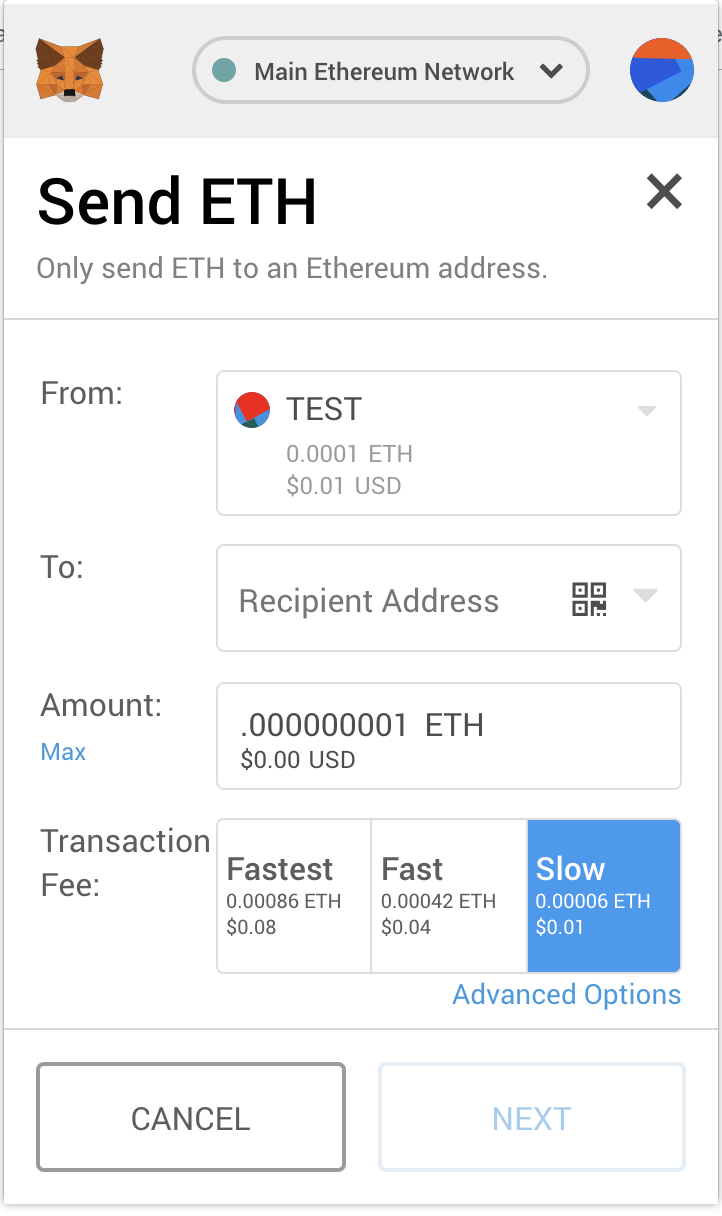 Main Ethereum Network
Send ETH
Only send ETH to an Ethereum address.
From:
TEST
0.0001 ETH
$0.01 USD
To:
Recipient Address
Amount:
Max
.000000001 ETH
$0.00 USD
Transaction
Fee:
Fastest
0.00086 ETH
$0.08
Fast
0.00042 ETH
$0.04
Slow
0.00006 ETH
$0.01
Advanced Options
CANCEL
NEXT